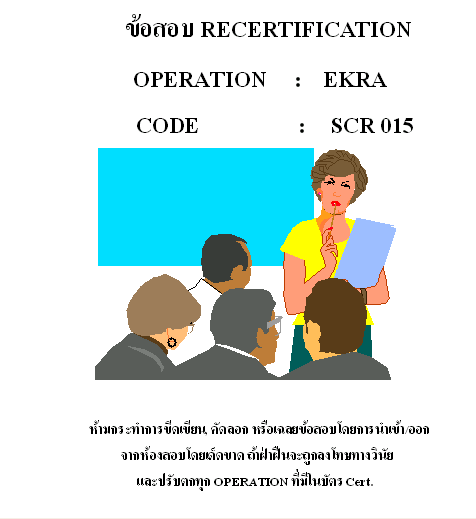 ข้อสอบ RECERTIFICATION
OPERATION : EKRA
CODE : SCR 015
ห้ามกระทำการขีดเขียน, คัดลอก หรือเฉลยข้อสอบโดยการนำเข้า/ออก
จากห้องสอบโดยเด็ดขาด ถ้าฝ่าฝืนจะถูกลงโทษทางวินัย
และปรับตกทุก OPERATION ที่มีในบัตร Cert.